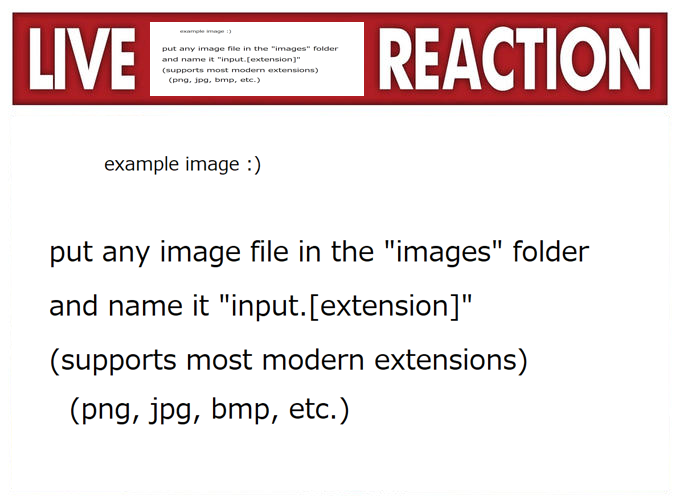 LIVE REACTION
example image :)
put any image file in the "images" folder
and name it "input.[extension]"
(supports most modern extensions)
(png, jpg, bmp, etc.)
example image :)
put any image file in the "images" folder
and name it "input.[extension]"
(supports most modern extensions)
(png, jpg, bmp, etc.)